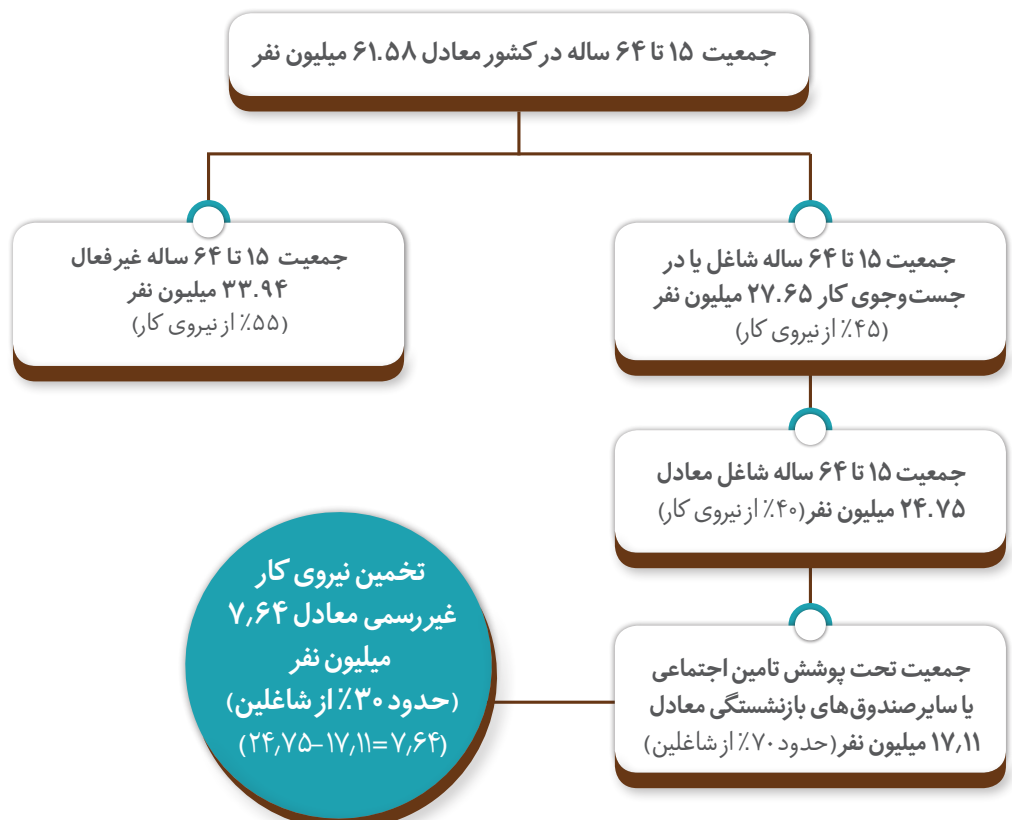 جمعیت ۱۵ تا ۶۴ ساله در کشور معادل ۶۱.۵۸ میلیون نفر
جمعیت ۱۵ تا ۶۴ ساله شاغل یا در
جست‌وجوی کار ۲۷.۶۵ میلیون نفر
(۴۵٪ از نیروی کار)
جمعیت ۱۵ تا ۶۴ ساله غیرفعال
۳۳.۹۴ میلیون نفر
(۵۵٪ از نیروی کار)
جمعیت ۱۵ تا ۶۴ ساله شاغل معادل
۲۴.۷۵ میلیون نفر (۴۰٪ از نیروی کار)
جمعیت تحت پوشش تامین اجتماعی
یا سایر صندوق‌های بازنشستگی معادل
۱۷٫۱۱ میلیون نفر (حدود ۷۰٪ از شاغلین)
تخمین نیروی کار
غیررسمی معادل ۷٫۶۴
میلیون نفر
(حدود ۳۰٪ از شاغلین)
(۲۴٫۷۵-۱۷٫۱۱=۷٫۶۴)